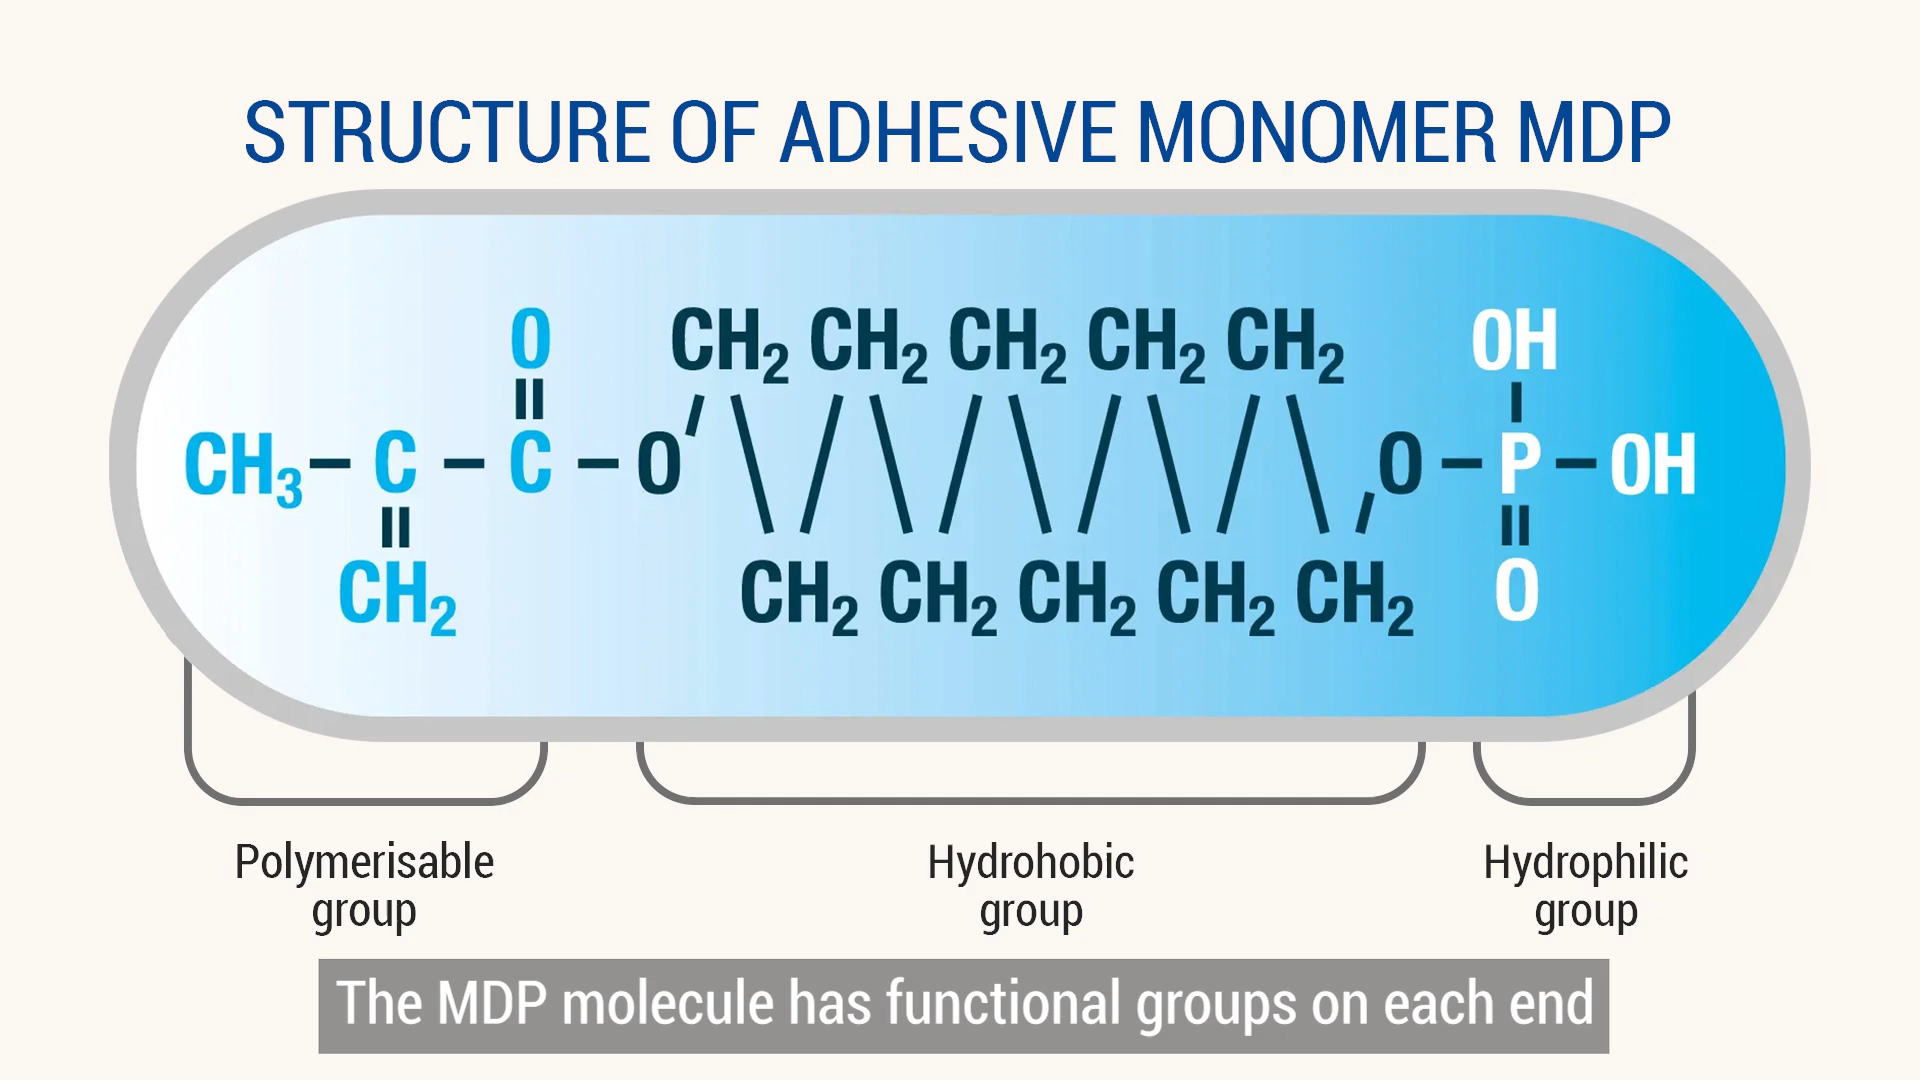 STRUCTURE OF ADHESIVE MONOMER MDP
O CH₂ CH₂ CH₂ CH₂ CH₂ OH
CH₃ – C – C – O O – P – OH
CH₂ CH₂ CH₂ CH₂ CH₂ CH₂ O
Polymerisable
group
Hydrohobic
group
Hydrophilic
group
The MDP molecule has functional groups on each end